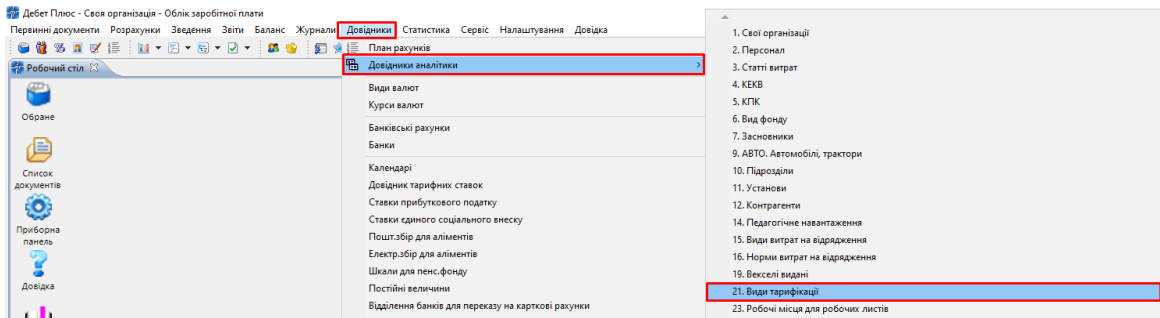 Дебет Плюс - Своя організація - Облік заробітної плати
Первинні документи Розрахунки Зведення Звіти Баланс Журнали Довідники Статистика Сервіс Налаштування Довідка
Робочий стіл
Обране
Список
документів
Приборна
панель
Довідка
План рахунків
Довідники аналітики
Види валют
Курси валют
Банківські рахунки
Банки
Календарі
Довідник тарифних ставок
Ставки прибуткового податку
Ставки єдиного соціального внеску
Пошт.збір для аліментів
Електр.збір для аліментів
Шкали для пенс.фонду
Постійні величини
Відділення банків для переказу на карткові рахунки
1. Свої організації
2. Персонал
3. Статті витрат
4. КЕКВ
5. КПК
6. Вид фонду
7. Засновники
9. АВТО. Автомобілі, трактори
10. Підрозділи
11. Установи
12. Контрагенти
14. Педагогічне навантаження
15. Види витрат на відрядження
16. Норми витрат на відрядження
19. Векселі видані
21. Види тарифікації
23. Робочі місця для робочих листів